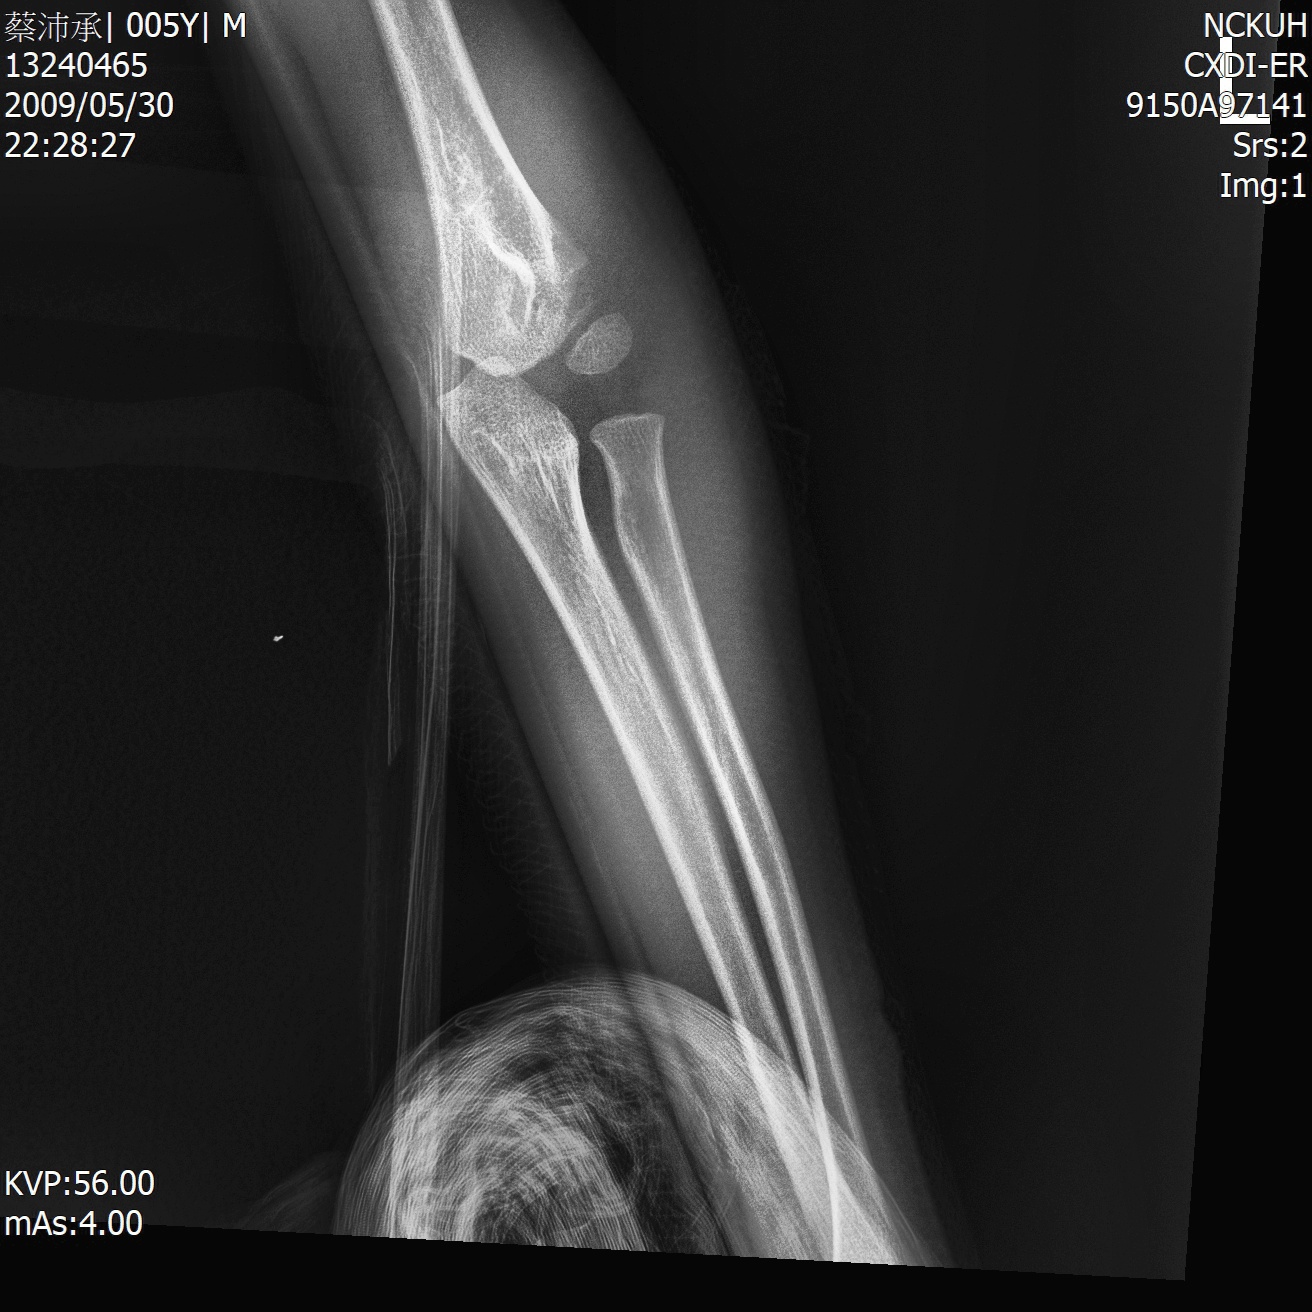 蔡沛承| 005Y| M
13240465
2009/05/30
22:28:27
NCKUH
CXDI-ER
9150A97141
Srs:2
Img:1
L
KVP:56.00
mAs:4.00